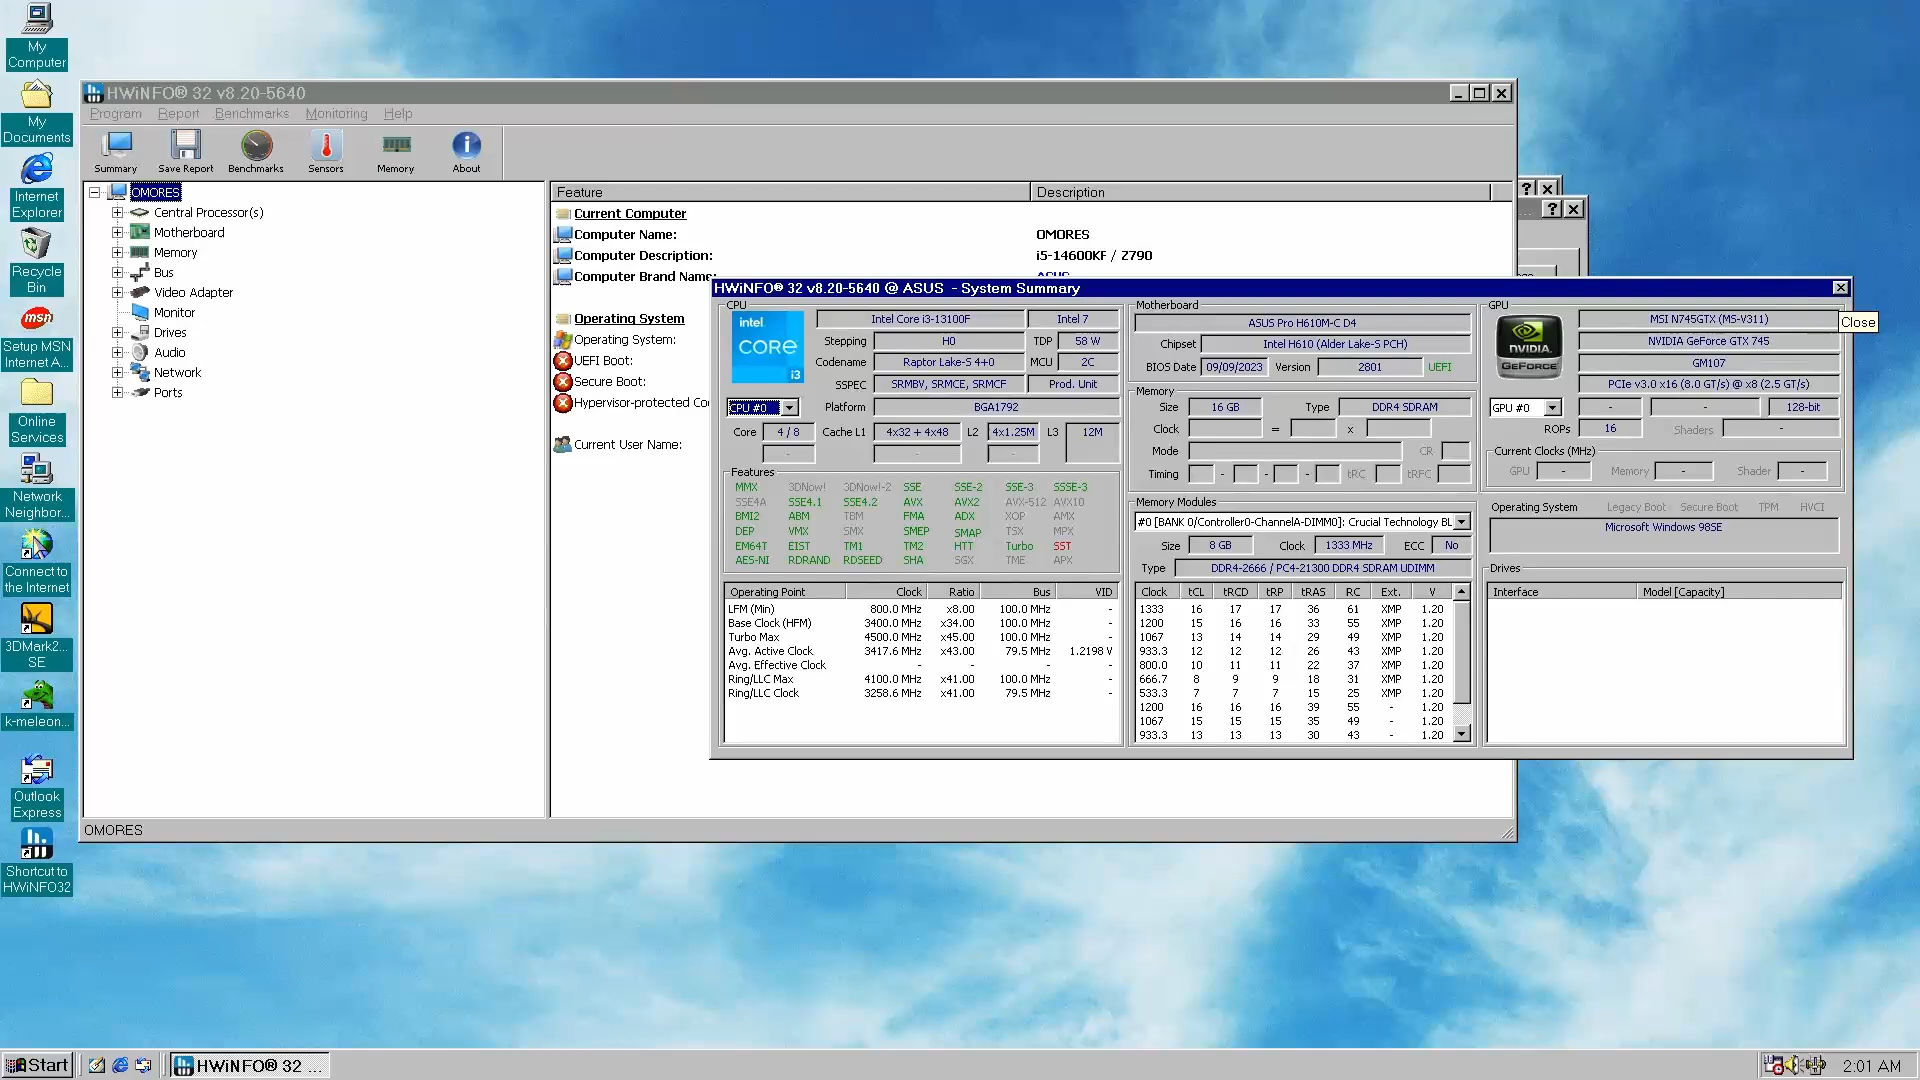 My
Computer
My
Documents
Internet
Explorer
Recycle
Bin
msn
Setup MSN
Internet A...
Online
Services
Network
Neighbor...
Connect to
the Internet
3DMark2...
SE
k-meleon...
Outlook
Express
Shortcut to
HWiNFO32
HWiNFO® 32 v8.20-5640
Program Report Benchmarks Monitoring Help
Summary Save Report Benchmarks Sensors Memory About
OMORES
Central Processor(s)
Motherboard
Memory
Bus
Video Adapter
Monitor
Drives
Audio
Network
Ports
Feature Description
Current Computer
Computer Name: OMORES
Computer Description: i5-14600KF / Z790
Computer Brand Name: ASUS
Operating System
Operating System:
UEFI Boot:
Secure Boot:
Hypervisor-protected Co
Current User Name:
OMORES
HWiNFO® 32 v8.20-5640 @ ASUS - System Summary
Close
CPU
intel
CORE
i3
Intel Core i3-13100F Intel 7
Stepping H0 TDP 58 W
Codename Raptor Lake-S 4+0 MCU 2C
SSPEC SRMBV, SRMCE, SRMCF Prod. Unit
CPU #0 Platform BGA1792
Core 4 / 8 Cache L1 4x32 + 4x48 L2 4x1.25M L3 12M
- - -
Features
MMX 3DNow! 3DNow!-2 SSE SSE-2 SSE-3 SSSE-3
SSE4A SSE4.1 SSE4.2 AVX AVX2 AVX-512 AVX10
BMI2 ABM TBM FMA ADX XOP AMX
DEP VMX SMX SMEP SMAP TSX MPX
EM64T EIST TM1 TM2 HTT Turbo SST
AES-NI RDRAND RDSEED SHA SGX TME APX
Operating Point Clock Ratio Bus VID
LFM (Min) 800.0 MHz x8.00 100.0 MHz -
Base Clock (HFM) 3400.0 MHz x34.00 100.0 MHz -
Turbo Max 4500.0 MHz x45.00 100.0 MHz -
Avg. Active Clock 3417.6 MHz x43.00 79.5 MHz 1.2198 V
Avg. Effective Clock - - - -
Ring/LLC Max 4100.0 MHz x41.00 100.0 MHz -
Ring/LLC Clock 3258.6 MHz x41.00 79.5 MHz -
Motherboard
ASUS Pro H610M-C D4
Chipset Intel H610 (Alder Lake-S PCH)
BIOS Date 09/09/2023 Version 2801 UEFI
Memory
Size 16 GB Type DDR4 SDRAM
Clock = x
Mode CR
Timing - - - tRC tRFC
Memory Modules
#0 [BANK 0/Controller0-ChannelA-DIMM0]: Crucial Technology BL
Size 8 GB Clock 1333 MHz ECC No
Type DDR4-2666 / PC4-21300 DDR4 SDRAM UDIMM
Clock tCL tRCD tRP tRAS RC Ext. V
1333 16 17 17 36 61 XMP 1.20
1200 15 16 16 33 55 XMP 1.20
1067 13 14 14 29 49 XMP 1.20
933.3 12 12 12 26 43 XMP 1.20
800.0 10 11 11 22 37 XMP 1.20
666.7 8 9 9 18 31 XMP 1.20
533.3 7 7 7 15 25 XMP 1.20
1200 16 16 16 39 55 - 1.20
1067 15 15 15 35 49 - 1.20
933.3 13 13 13 30 43 - 1.20
GPU
NVIDIA
GEFORCE
MSI N745GTX (MS-V311)
NVIDIA GeForce GTX 745
GM107
PCIe v3.0 x16 (8.0 GT/s) @ x8 (2.5 GT/s)
GPU #0 - - 128-bit
ROPs 16 Shaders -
Current Clocks (MHz)
GPU - Memory - Shader -
Operating System Legacy Boot Secure Boot TPM HVCI
Microsoft Windows 98SE
Drives
Interface Model [Capacity]
Start HWiNFO® 32 ... 2:01 AM